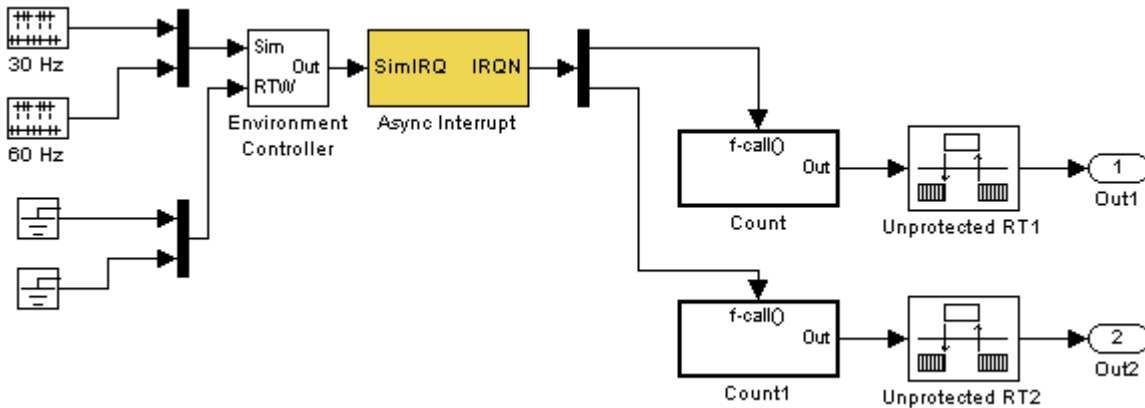 30 Hz
60 Hz
Sim
Out
RTW
Environment
Controller
SimIRQ IRQN
Async Interrupt
f-call()
Out
Count
Unprotected RT1
1
Out1
f-call()
Out
Count1
Unprotected RT2
2
Out2